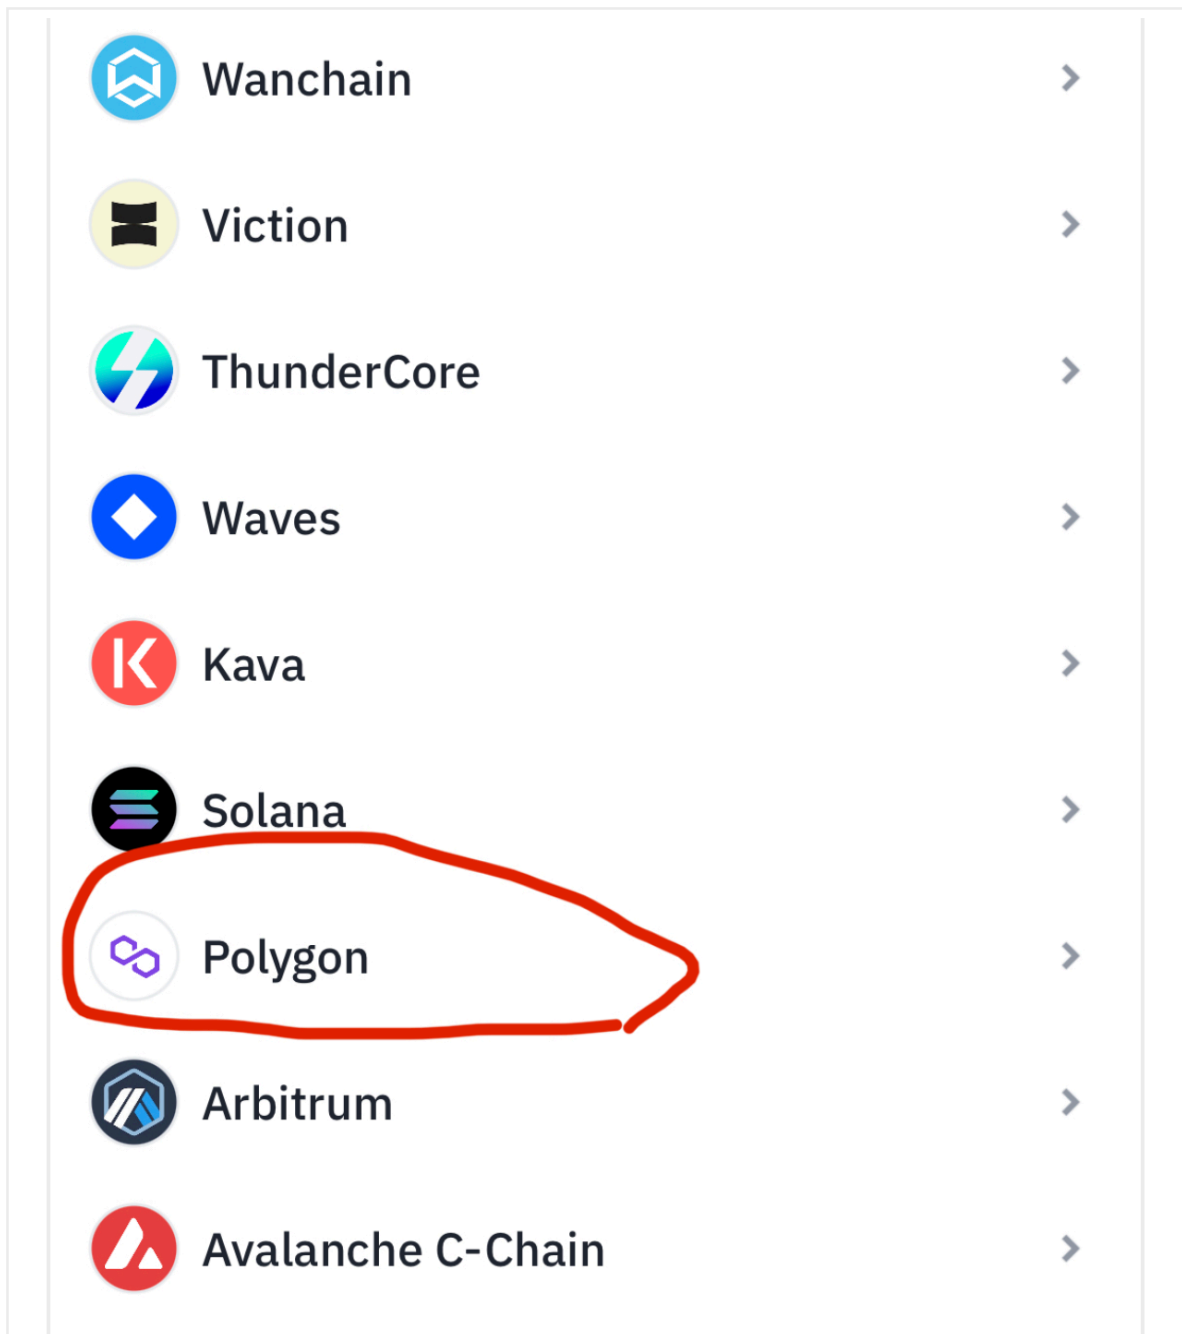 Wanchain
Viction
ThunderCore
Waves
Kava
Solana
Polygon
Arbitrum
Avalanche C-Chain